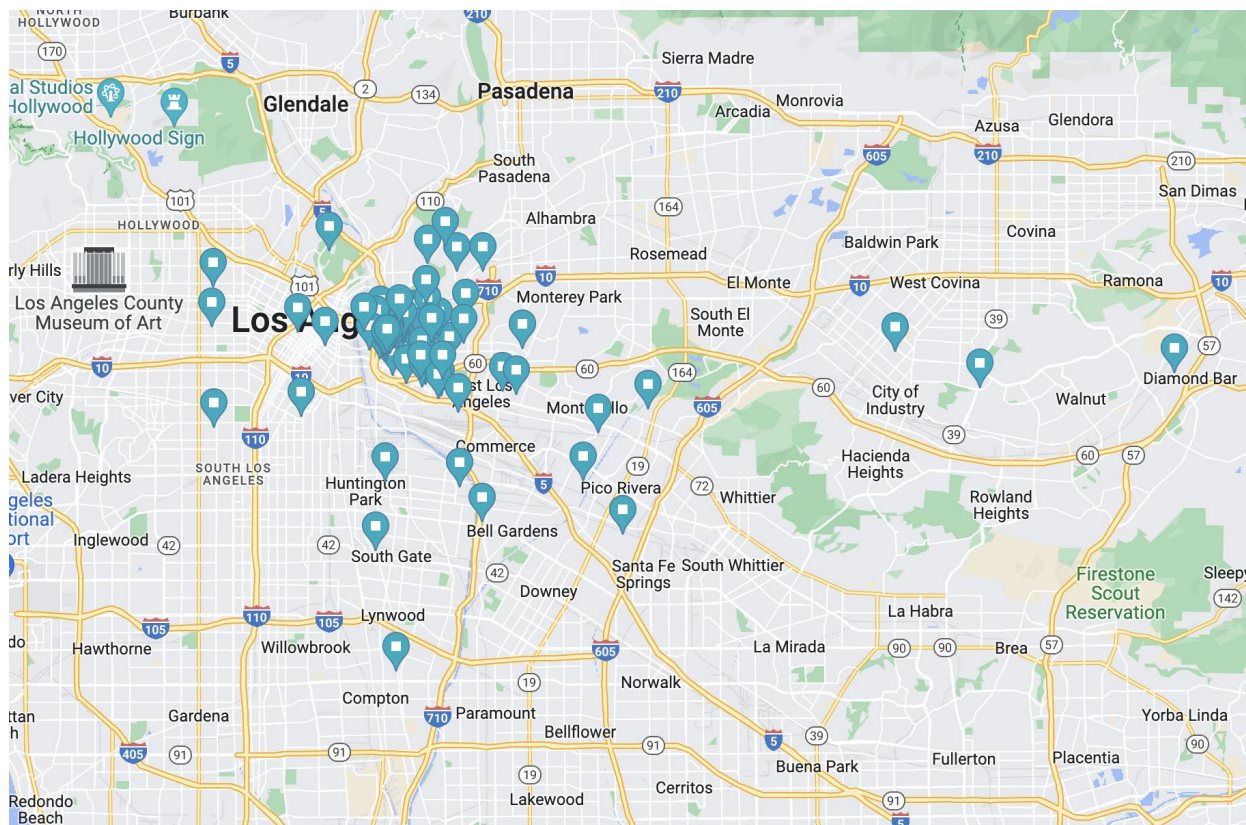 NORTH
HOLLYWOOD
Burbank
210
170
5
Sierra Madre
al Studios
Hollywood
Glendale
2
134
Pasadena
210
Monrovia
Arcadia
Azusa
Glendora
Hollywood Sign
605
210
210
South
Pasadena
San Dimas
101
110
5
164
HOLLYWOOD
Alhambra
Covina
Baldwin Park
Rosemead
rly Hills
10
El Monte
10
West Covina
Ramona
10
101
710
Monterey Park
Los Angeles County
Museum of Art
Los Ang
South El
Monte
39
57
10
60
60
164
60
Diamond Bar
ver City
10
Angeles
City of
Industry
Walnut
605
110
Commerce
39
60
57
SOUTH LOS
ANGELES
Ladera Heights
Huntington
Park
5
19
Pico Rivera
72
Whittier
Hacienda
Heights
Rowland
Heights
geles
tional
ort
Bell Gardens
Inglewood
42
42
South Gate
42
Santa Fe
Springs
South Whittier
Downey
Firestone
Scout
Reservation
Sleepy
142
La Habra
Lynwood
105
110
105
do
Hawthorne
Willowbrook
605
La Mirada
90
90
Brea
57
Norwalk
19
Compton
ttan
h
Gardena
710
Paramount
Yorba Linda
Bellflower
5
39
90
405
91
91
91
Buena Park
Fullerton
Placentia
19
Cerritos
Redondo
Beach
Lakewood
91
5